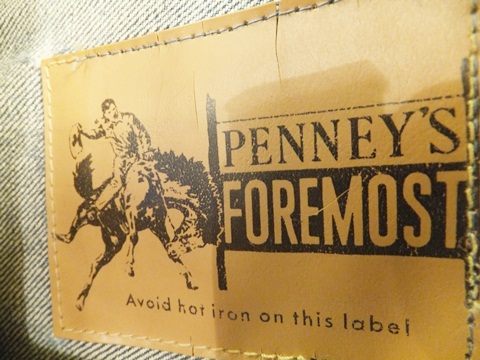 PENNEY'S
FOREMOST
Avoid hot iron on this label